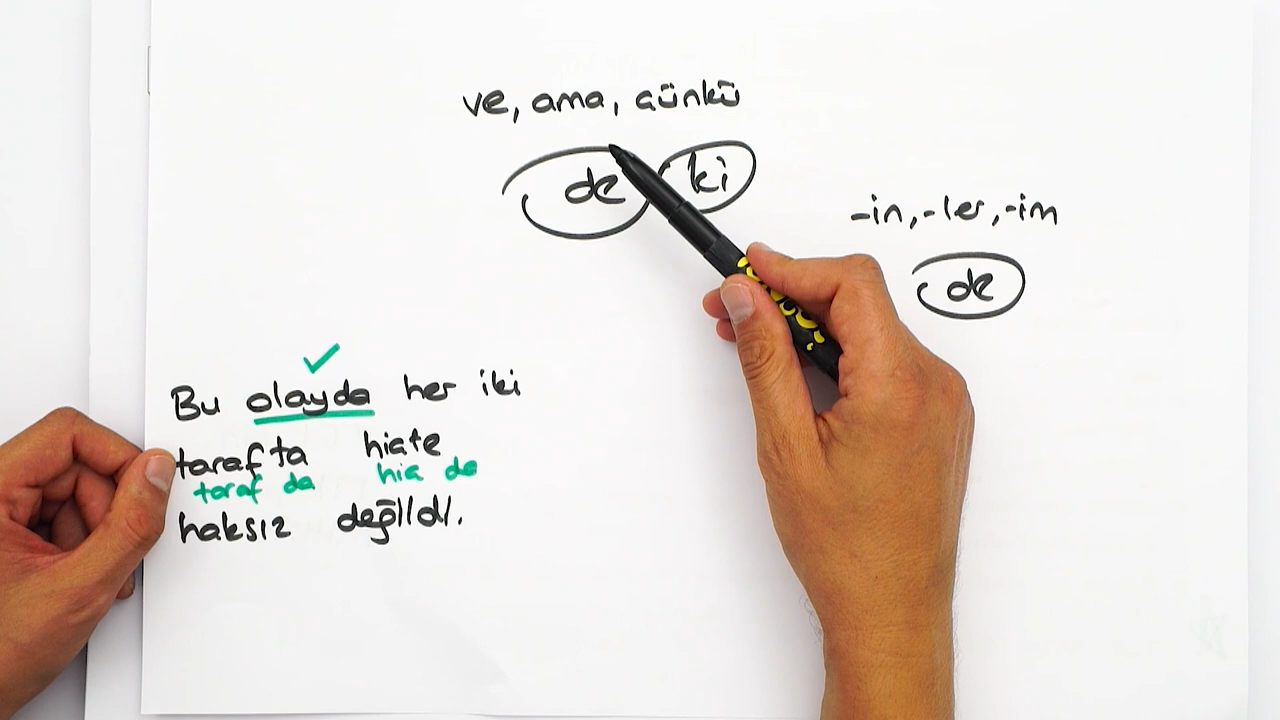 ve, ama, çünkü
de ki
-in, -ler, -im
de
Bu olayda her iki
tarafta hiçte
taraf da hiç de
haksız değildi.